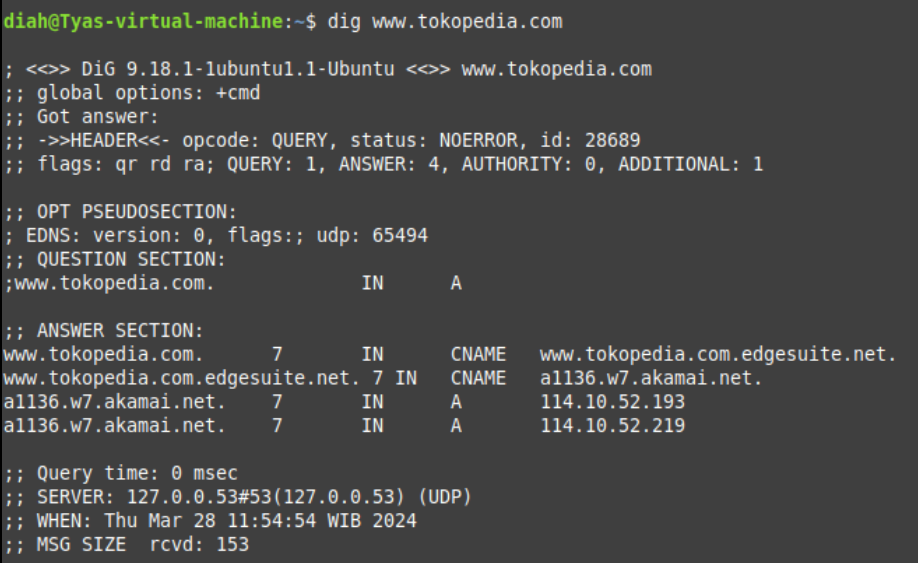 diah@Tyas-virtual-machine:~$ dig www.tokopedia.com
; <<>> DiG 9.18.1-1ubuntu1.1-Ubuntu <<>> www.tokopedia.com
;; global options: +cmd
;; Got answer:
;; ->>HEADER<<- opcode: QUERY, status: NOERROR, id: 28689
;; flags: qr rd ra; QUERY: 1, ANSWER: 4, AUTHORITY: 0, ADDITIONAL: 1
;; OPT PSEUDOSECTION:
; EDNS: version: 0, flags:; udp: 65494
;; QUESTION SECTION:
;www.tokopedia.com. IN A
;; ANSWER SECTION:
www.tokopedia.com. 7 IN CNAME www.tokopedia.com.edgesuite.net.
www.tokopedia.com.edgesuite.net. 7 IN CNAME a1136.w7.akamai.net.
a1136.w7.akamai.net. 7 IN A 114.10.52.193
a1136.w7.akamai.net. 7 IN A 114.10.52.219
;; Query time: 0 msec
;; SERVER: 127.0.0.53#53(127.0.0.53) (UDP)
;; WHEN: Thu Mar 28 11:54:54 WIB 2024
;; MSG SIZE  rcvd: 153